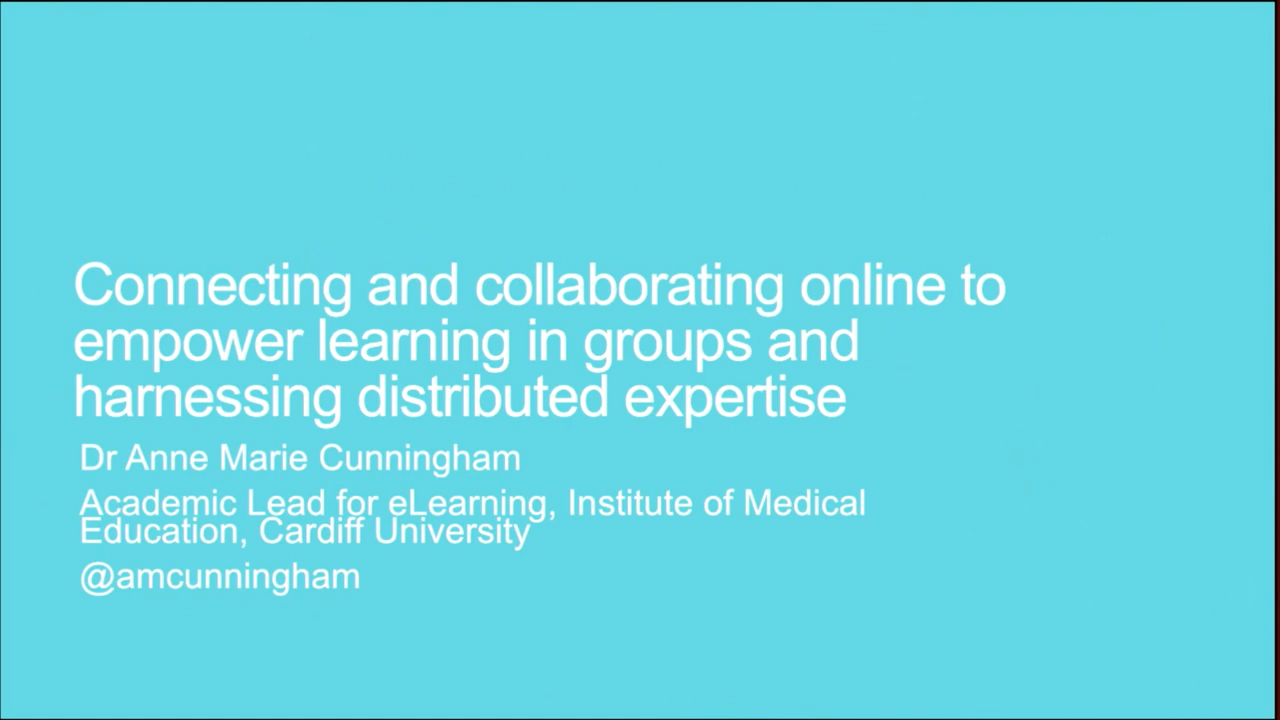 Connecting and collaborating online to
empower learning in groups and
harnessing distributed expertise
Dr Anne Marie Cunningham
Academic Lead for eLearning, Institute of Medical
Education, Cardiff University
@amcunningham